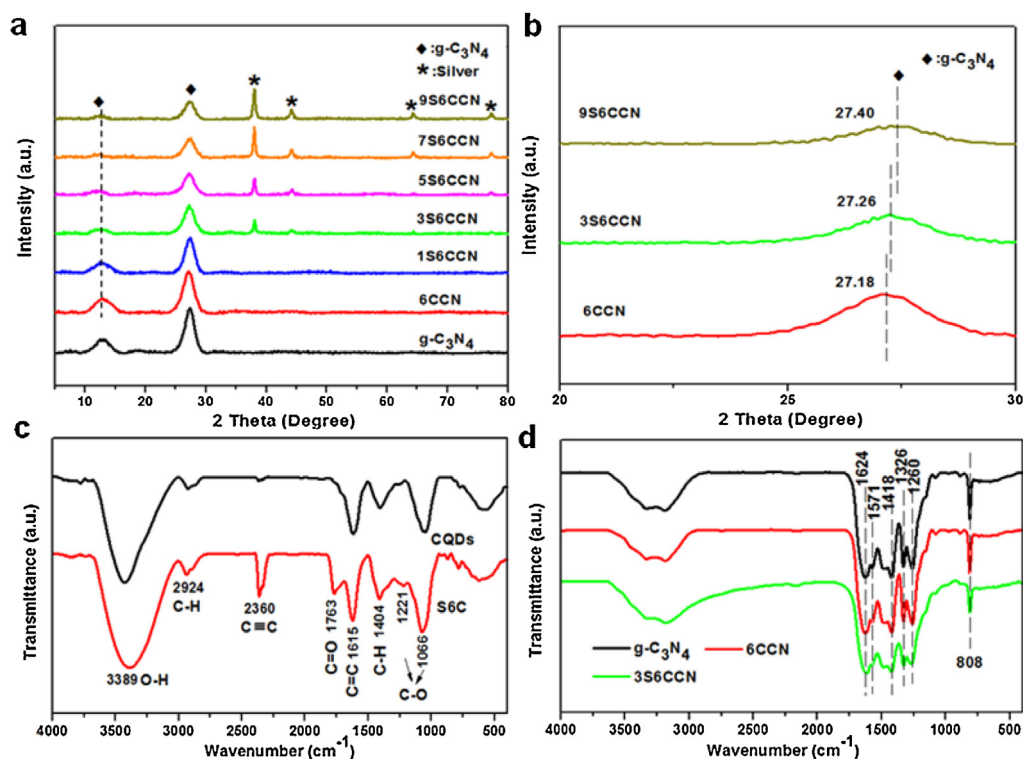 a
◆:g-C₃N₄
*:Silver
9S6CCN
7S6CCN
5S6CCN
3S6CCN
1S6CCN
6CCN
g-C₃N₄
Intensity (a.u.)
10 20 30 40 50 60 70 80
2 Theta (Degree)
b
◆:g-C₃N₄
9S6CCN
27.40
3S6CCN
27.26
6CCN
27.18
Intensity (a.u.)
20 25 30
2 Theta (Degree)
c
CQDs
S6C
2924
C-H
2360
C≡C
3389 O-H
C=O 1763
C=C 1615
C-H 1404
1221
1066
C-O
Transmittance (a.u.)
4000 3500 3000 2500 2000 1500 1000 500
Wavenumber (cm⁻¹)
d
1624
1571
1418
1326
1260
808
g-C₃N₄
6CCN
3S6CCN
Transmittance (a.u.)
4000 3500 3000 2500 2000 1500 1000 500
Wavenumber (cm⁻¹)